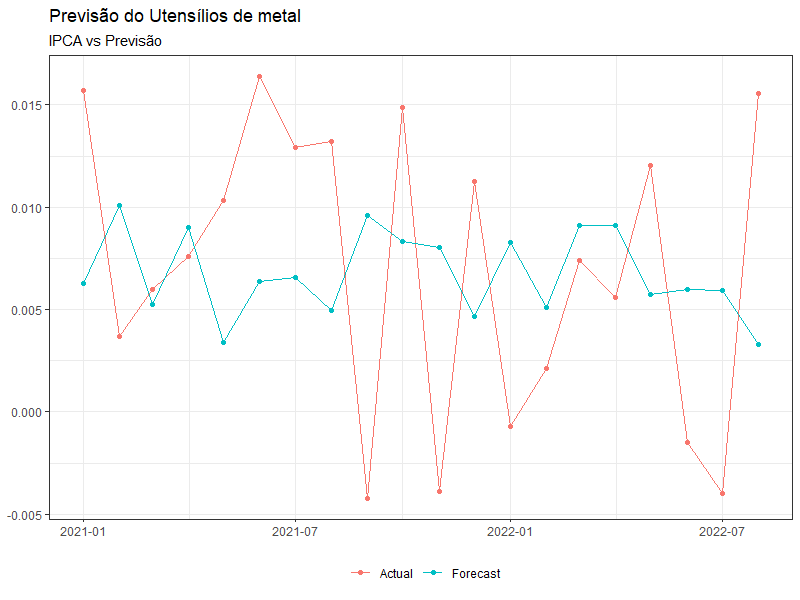 Previsão do Utensílios de metal
IPCA vs Previsão
0.015
0.010
0.005
0.000
-0.005
2021-01 2021-07 2022-01 2022-07
Actual Forecast